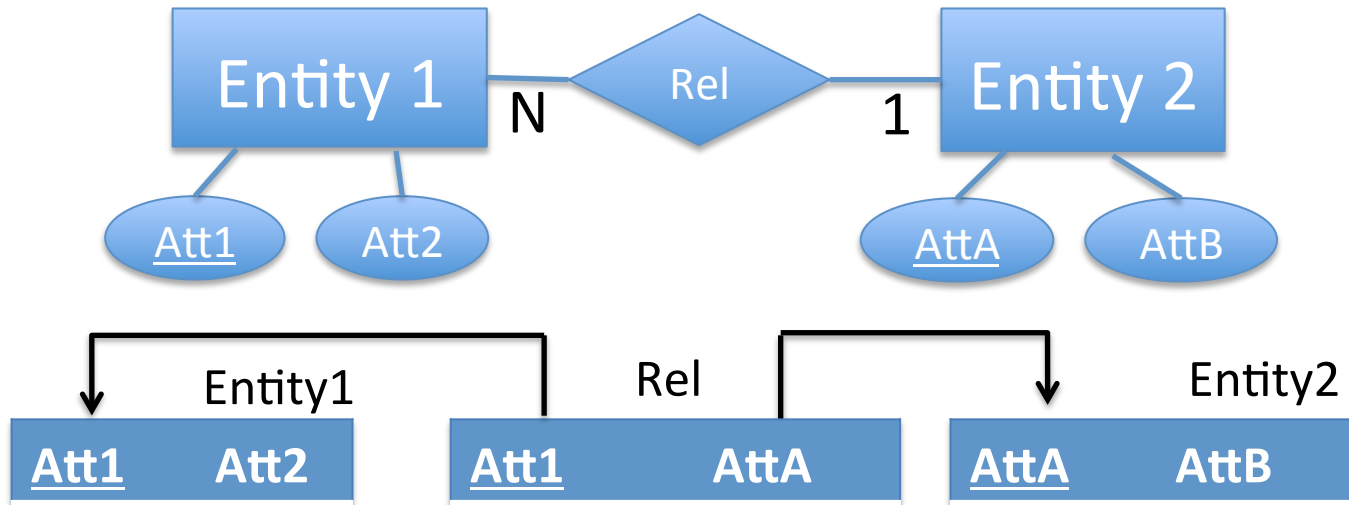 Entity 1
Rel
Entity 2
N
1
Att1
Att2
AttA
AttB
Entity1
Rel
Entity2
Att1 Att2
Att1 AttA
AttA AttB